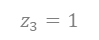 z₃ = 1